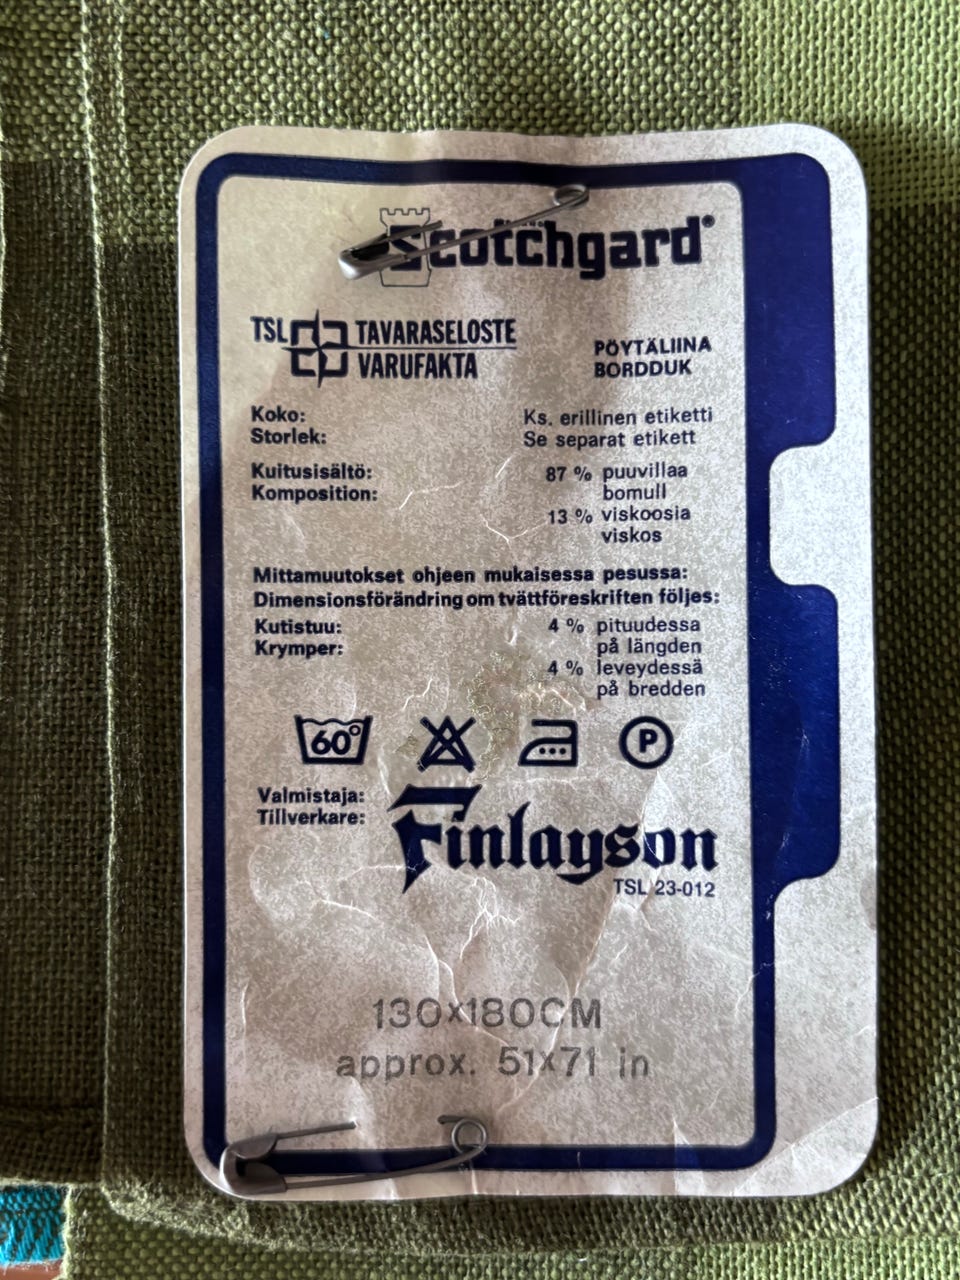 Scotchgard®
TSL TAVARASELOSTE
VARUFAKTA
PÖYTÄLIINA
BORDDUK
Koko: Ks. erillinen etiketti
Storlek: Se separat etikett
Kuitusisältö: 87 % puuvillaa
Komposition: bomull
13 % viskoosia
viskos
Mittamuutokset ohjeen mukaisessa pesussa:
Dimensionsförändring om tvättföreskriften följes:
Kutistuu: 4 % pituudessa
Krymper: på längden
4 % leveydessä
på bredden
60° P
Valmistaja:
Tillverkare:
Finlayson
TSL 23-012
130x180CM
approx. 51x71 in